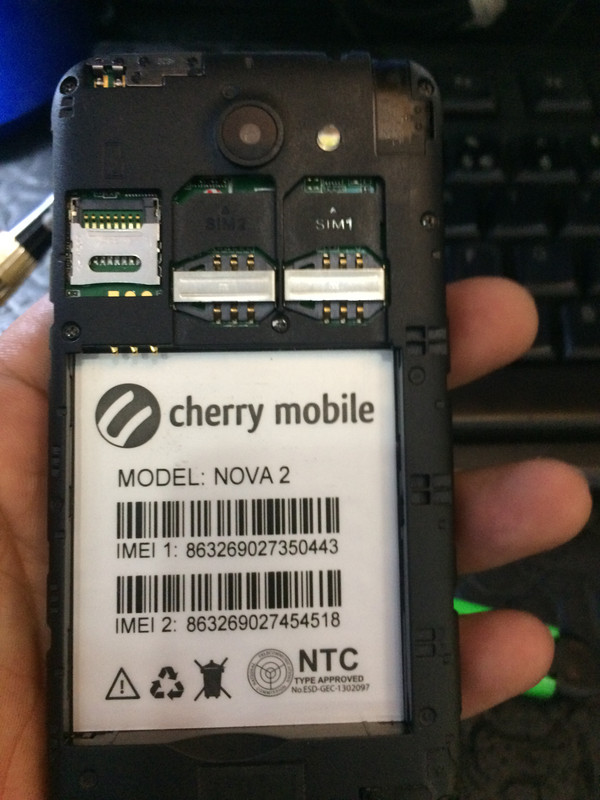 SIM2
SIM1
cherry mobile
MODEL: NOVA 2
IMEI 1: 863269027350443
IMEI 2: 863269027454518
NTC
TYPE APPROVED
No.ESD-GEC-1302097